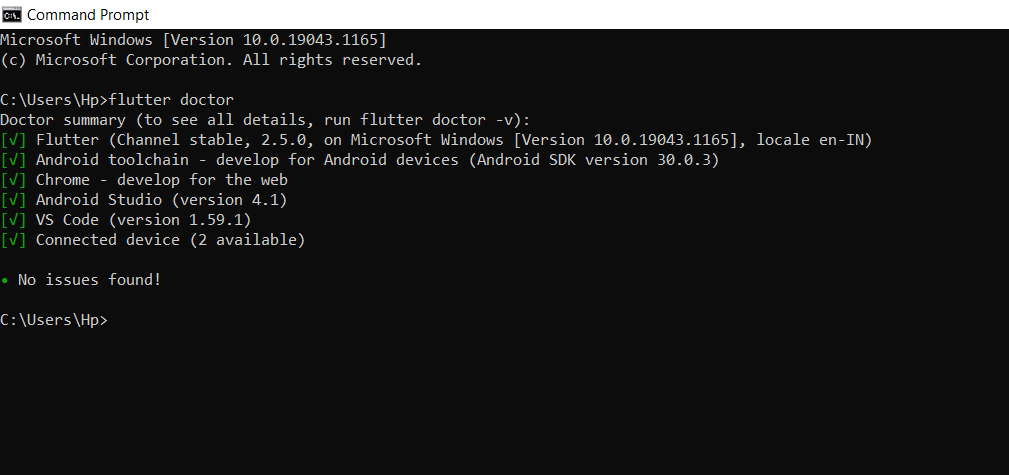 Command Prompt
Microsoft Windows [Version 10.0.19043.1165]
(c) Microsoft Corporation. All rights reserved.
C:\Users\Hp>flutter doctor
Doctor summary (to see all details, run flutter doctor -v):
[√] Flutter (Channel stable, 2.5.0, on Microsoft Windows [Version 10.0.19043.1165], locale en-IN)
[√] Android toolchain - develop for Android devices (Android SDK version 30.0.3)
[√] Chrome - develop for the web
[√] Android Studio (version 4.1)
[√] VS Code (version 1.59.1)
[√] Connected device (2 available)
• No issues found!
C:\Users\Hp>